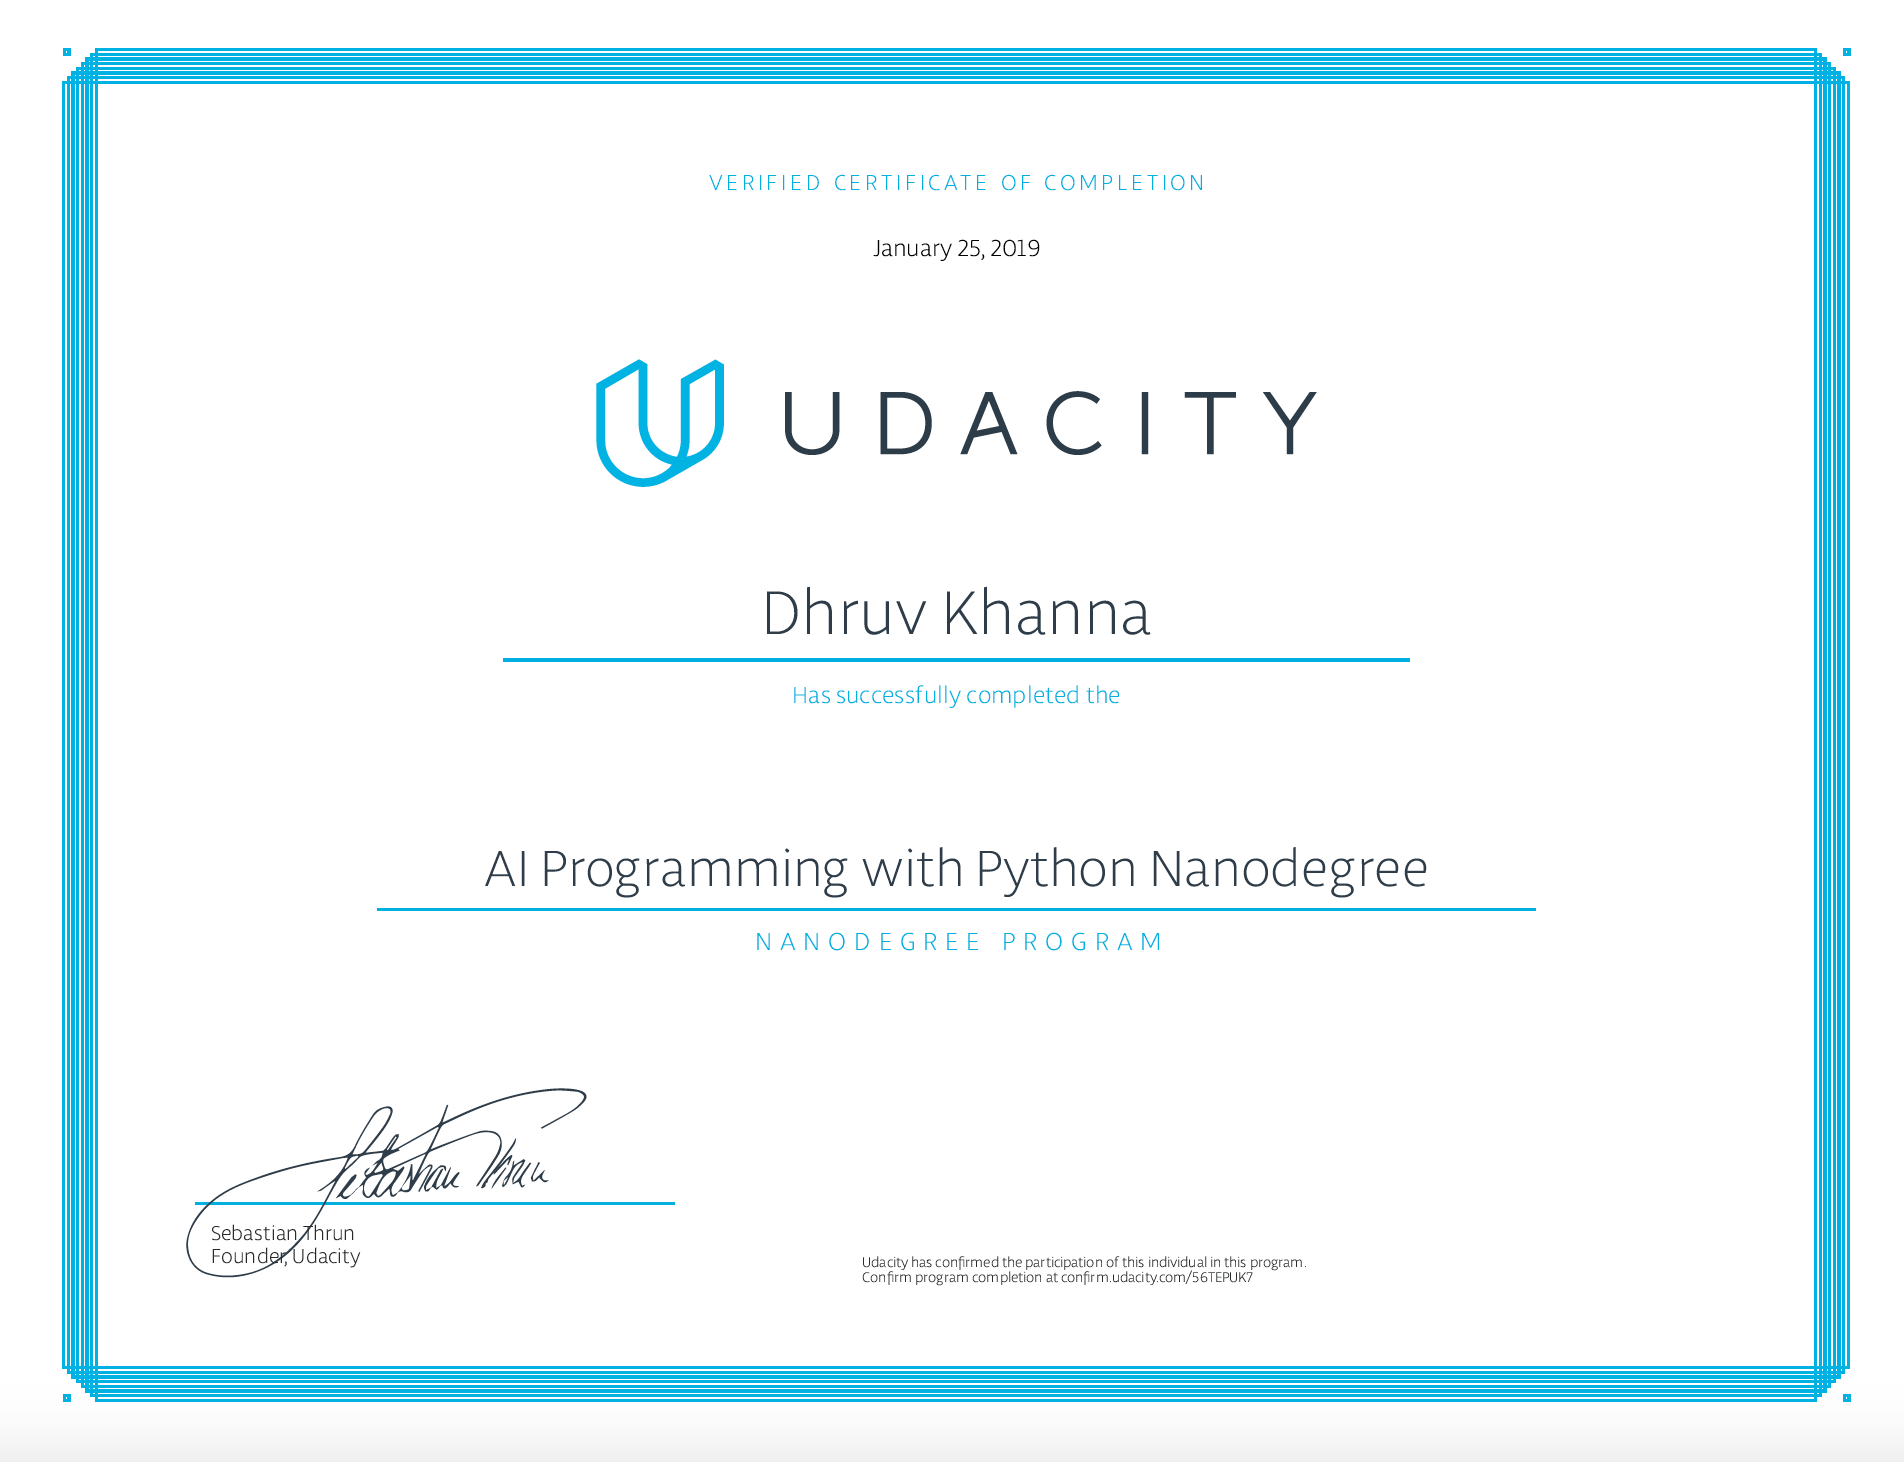 VERIFIED CERTIFICATE OF COMPLETION
January 25, 2019
UDACITY
Dhruv Khanna
Has successfully completed the
AI Programming with Python Nanodegree
NANODEGREE PROGRAM
Sebastian Thrun
Sebastian Thrun
Founder, Udacity
Udacity has confirmed the participation of this individual in this program.
Confirm program completion at confirm.udacity.com/56TEPUK7